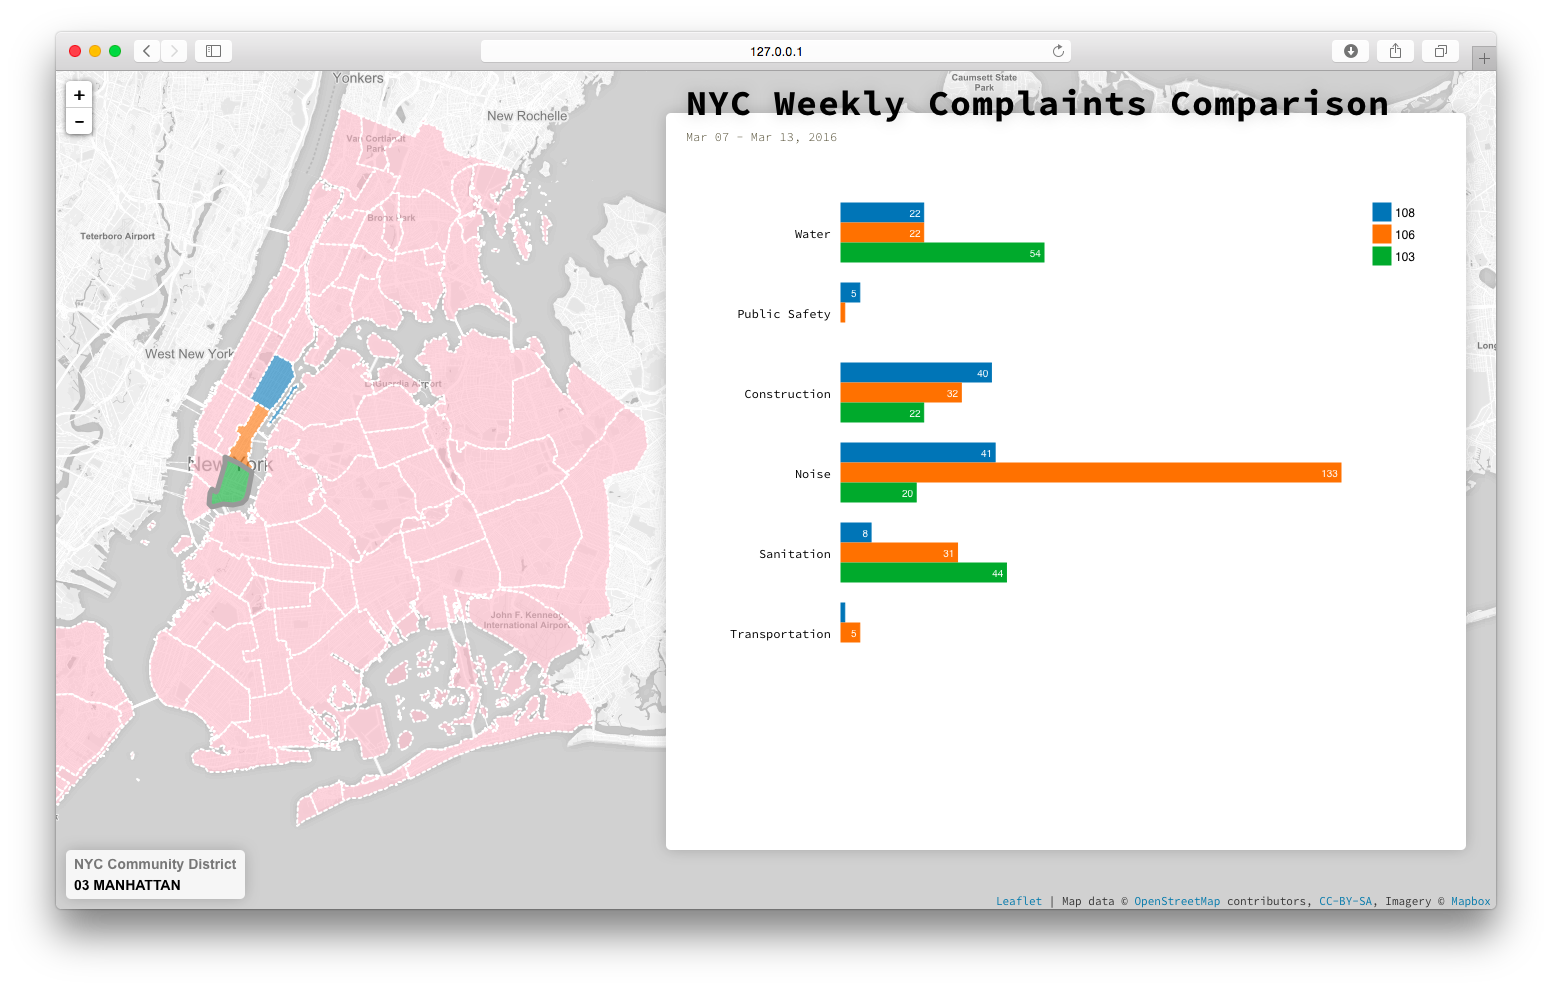 127.0.0.1
+
−
Yonkers
New Rochelle
Van Cortlandt
Park
Bronx Park
Teterboro Airport
West New York
LaGuardia Airport
New York
John F. Kennedy
International Airport
Caumsett State
Park
Long
NYC Weekly Complaints Comparison
Mar 07 - Mar 13, 2016
108
106
103
Water
22
22
54
Public Safety
5
Construction
40
32
22
Noise
41
133
20
Sanitation
8
31
44
Transportation
5
NYC Community District
03 MANHATTAN
Leaflet | Map data © OpenStreetMap contributors, CC-BY-SA, Imagery © Mapbox